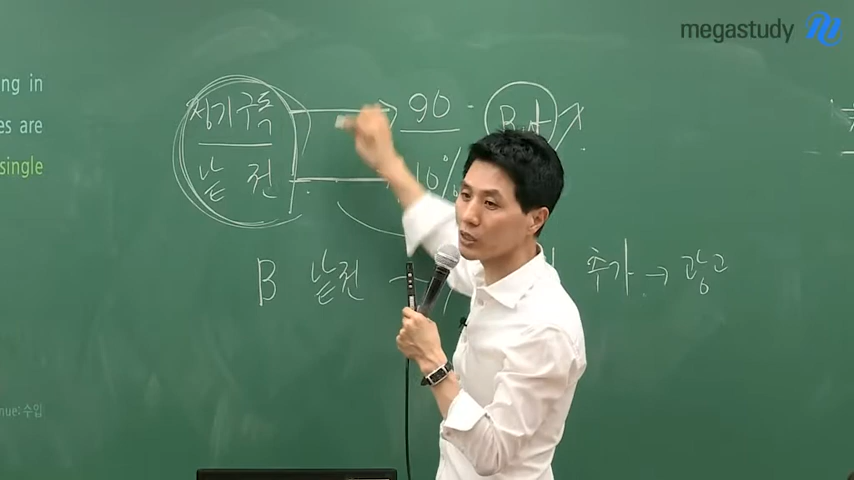 megastudy
ng in
es are
single
정기구독 → 90
낱권 10%
B 낱권 추가 → 광고
nue: 수입